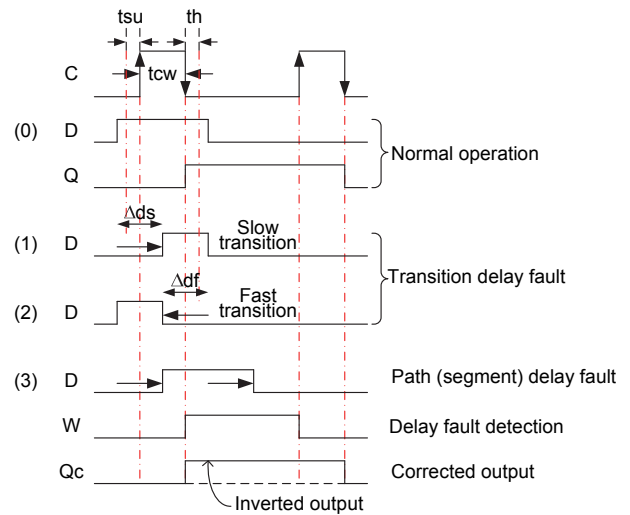 tsu th
C tcw
(0) D
Normal operation
Q
Δds Slow
(1) D transition
Transition delay fault
Δdf Fast
(2) D transition
(3) D Path (segment) delay fault
W Delay fault detection
Qc Corrected output
Inverted output